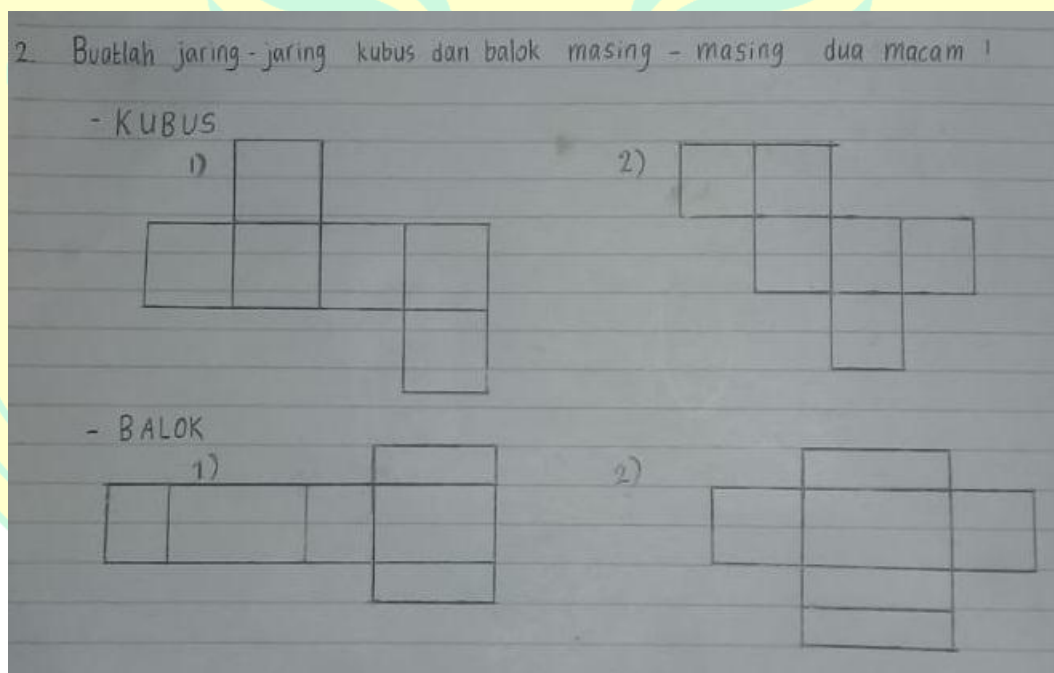 2. Buatlah jaring - jaring kubus dan balok masing - masing dua macam !
- KUBUS
1)
2)
- BALOK
1)
2)